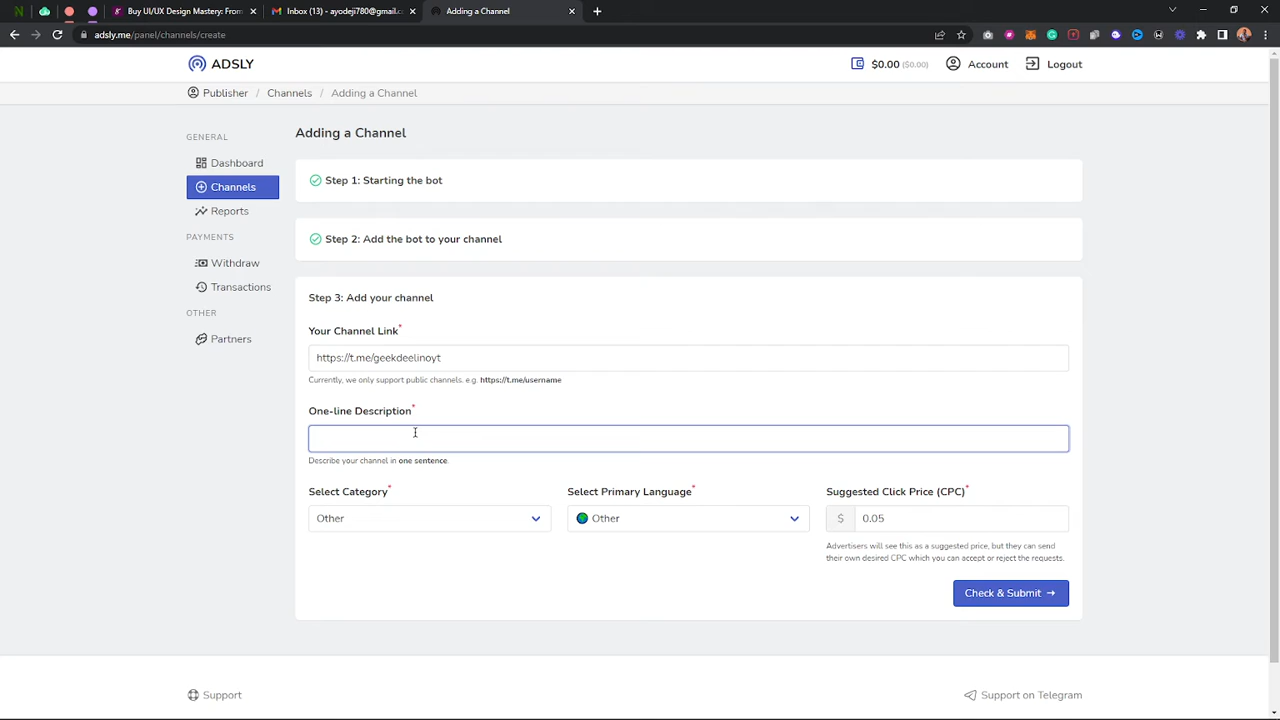 Buy UI/UX Design Mastery: From
Inbox (13) - ayodeji780@gmail.c
Adding a Channel
adsly.me/panel/channels/create
ADSLY
$0.00 ($0.00)
Account
Logout
Publisher / Channels / Adding a Channel
GENERAL
Dashboard
Channels
Reports
PAYMENTS
Withdraw
Transactions
OTHER
Partners
Adding a Channel
Step 1: Starting the bot
Step 2: Add the bot to your channel
Step 3: Add your channel
Your Channel Link*
https://t.me/geekdeelinoyt
Currently, we only support public channels. e.g. https://t.me/username
One-line Description*
Describe your channel in one sentence.
Select Category*
Other
Select Primary Language*
Other
Suggested Click Price (CPC)*
$ 0.05
Advertisers will see this as a suggested price, but they can send
their own desired CPC which you can accept or reject the requests.
Check & Submit →
Support
Support on Telegram